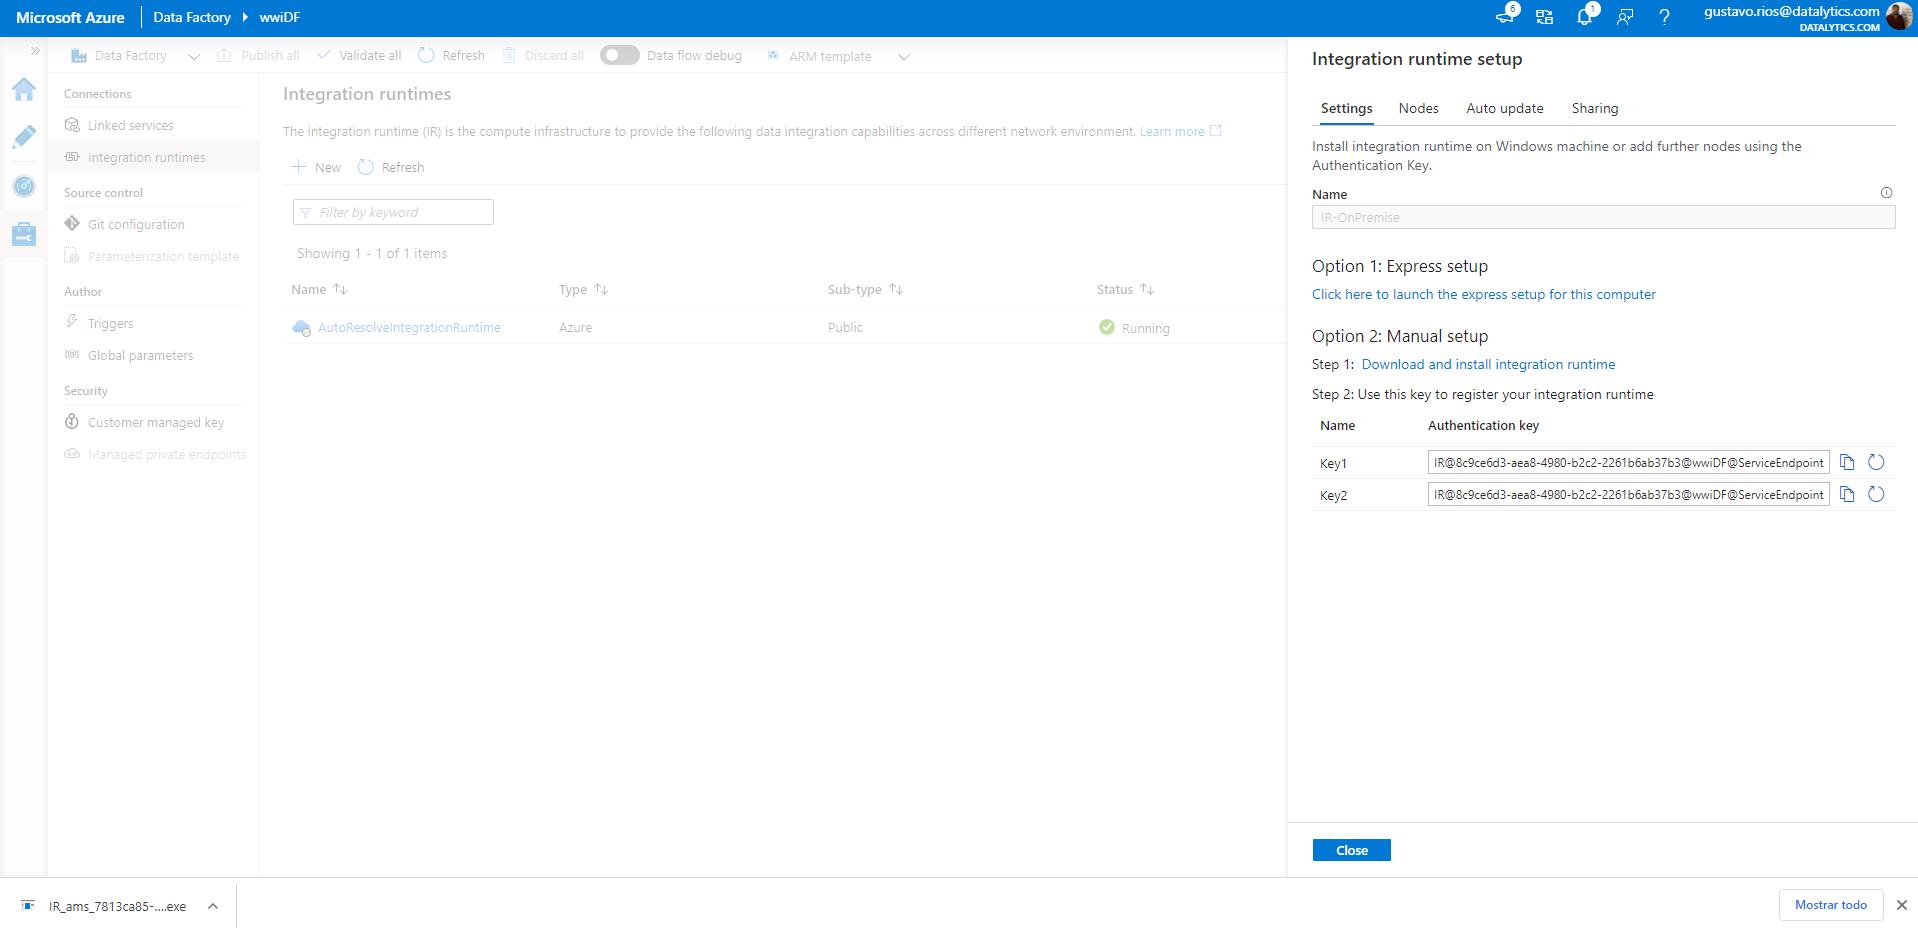 Microsoft Azure
Data Factory
wwiDF
6
1
gustavo.rios@datalytics.com
DATALYTICS.COM
Data Factory
Publish all
Validate all
Refresh
Discard all
Data flow debug
ARM template
Connections
Linked services
Integration runtimes
Source control
Git configuration
Parameterization template
Author
Triggers
Global parameters
Security
Customer managed key
Managed private endpoints
Integration runtimes
The integration runtime (IR) is the compute infrastructure to provide the following data integration capabilities across different network environment. Learn more
New
Refresh
Filter by keyword
Showing 1 - 1 of 1 items
Name Type Sub-type Status
AutoResolveIntegrationRuntime Azure Public Running
Integration runtime setup
Settings Nodes Auto update Sharing
Install integration runtime on Windows machine or add further nodes using the
Authentication Key.
Name
IR-OnPremise
Option 1: Express setup
Click here to launch the express setup for this computer
Option 2: Manual setup
Step 1: Download and install integration runtime
Step 2: Use this key to register your integration runtime
Name Authentication key
Key1 IR@8c9ce6d3-aea8-4980-b2c2-2261b6ab37b3@wwiDF@ServiceEndpoint
Key2 IR@8c9ce6d3-aea8-4980-b2c2-2261b6ab37b3@wwiDF@ServiceEndpoint
Close
IR_ams_7813ca85-....exe
Mostrar todo